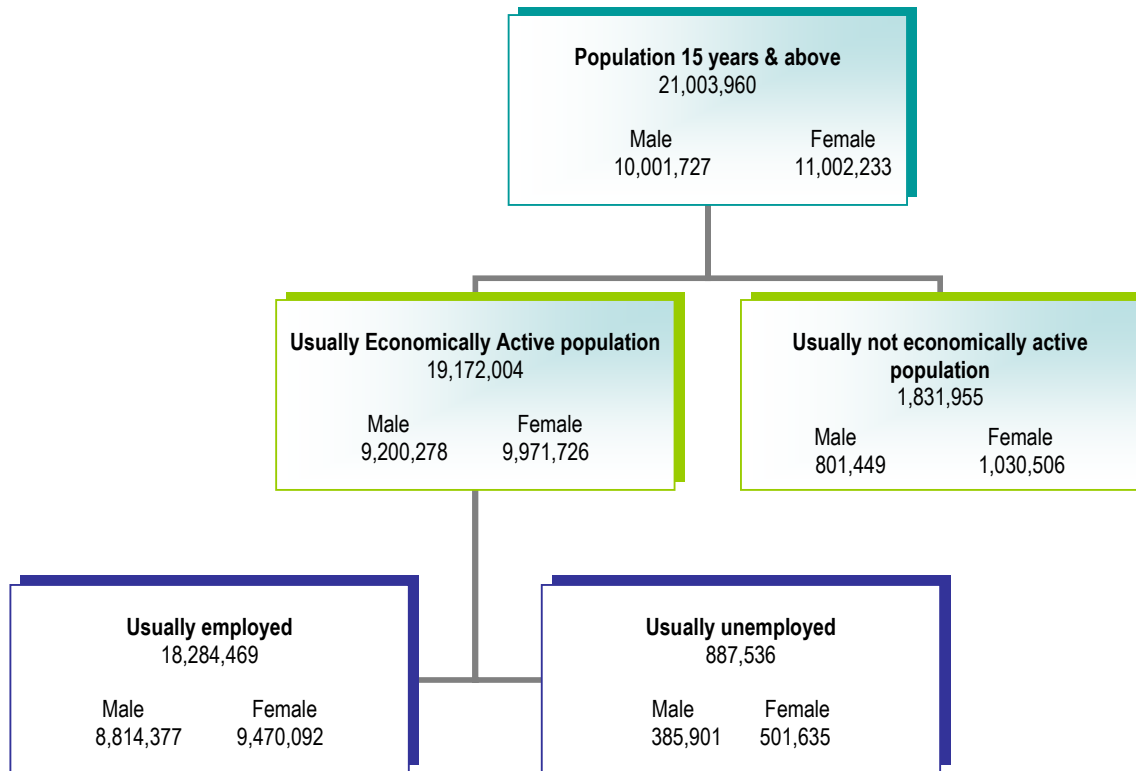 Population 15 years & above
21,003,960
Male Female
10,001,727 11,002,233
Usually Economically Active population
19,172,004
Male Female
9,200,278 9,971,726
Usually not economically active
population
1,831,955
Male Female
801,449 1,030,506
Usually employed
18,284,469
Male Female
8,814,377 9,470,092
Usually unemployed
887,536
Male Female
385,901 501,635